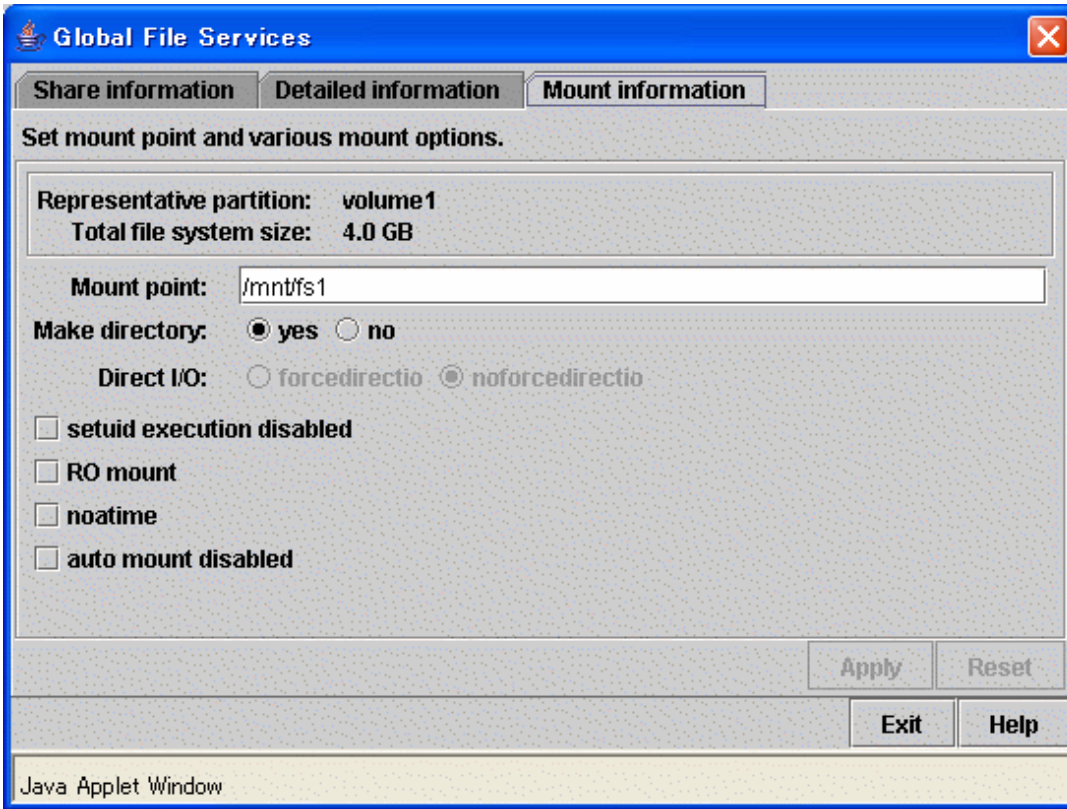 Global File Services
Share information Detailed information Mount information
Set mount point and various mount options.
Representative partition: volume1
Total file system size: 4.0 GB
Mount point: /mnt/fs1
Make directory: yes no
Direct I/O: forcedirectio noforcedirectio
setuid execution disabled
RO mount
noatime
auto mount disabled
Apply Reset
Exit Help
Java Applet Window